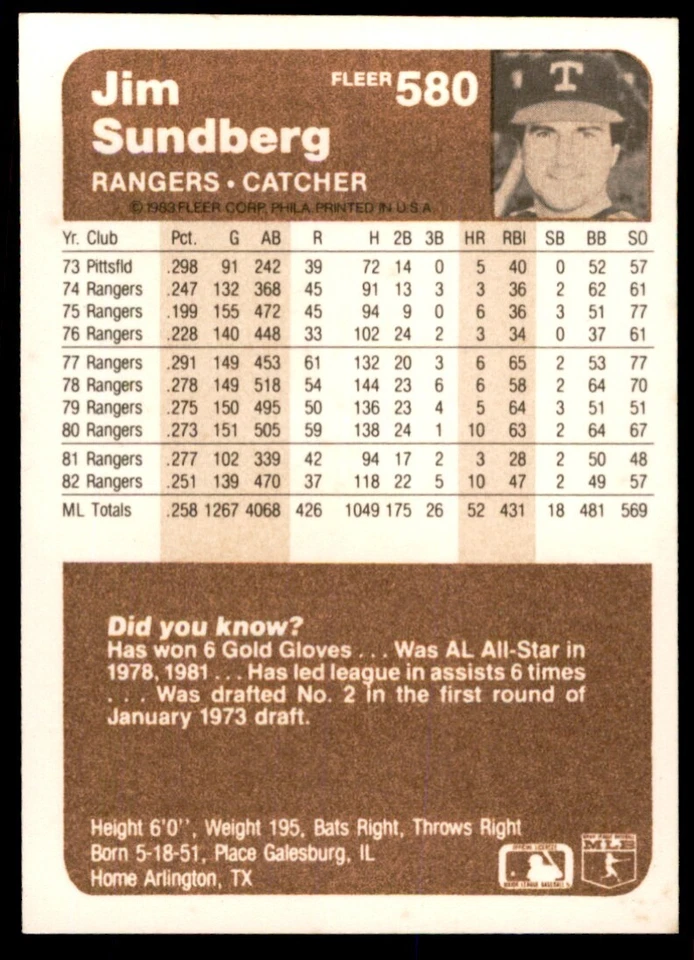 Jim
Sundberg
FLEER 580
RANGERS • CATCHER
© 1983 FLEER CORP., PHILA. PRINTED IN U.S.A.
T
Yr. Club Pct. G AB R H 2B 3B HR RBI SB BB SO
73 Pittsfld .298 91 242 39 72 14 0 5 40 0 52 57
74 Rangers .247 132 368 45 91 13 3 3 36 2 62 61
75 Rangers .199 155 472 45 94 9 0 6 36 3 51 77
76 Rangers .228 140 448 33 102 24 2 3 34 0 37 61
77 Rangers .291 149 453 61 132 20 3 6 65 2 53 77
78 Rangers .278 149 518 54 144 23 6 6 58 2 64 70
79 Rangers .275 150 495 50 136 23 4 5 64 3 51 51
80 Rangers .273 151 505 59 138 24 1 10 63 2 64 67
81 Rangers .277 102 339 42 94 17 2 3 28 2 50 48
82 Rangers .251 139 470 37 118 22 5 10 47 2 49 57
ML Totals .258 1267 4068 426 1049 175 26 52 431 18 481 569
Did you know?
Has won 6 Gold Gloves . . . Was AL All-Star in
1978, 1981 . . . Has led league in assists 6 times
. . . Was drafted No. 2 in the first round of
January 1973 draft.
Height 6'0'', Weight 195, Bats Right, Throws Right
Born 5-18-51, Place Galesburg, IL
Home Arlington, TX
MAJOR LEAGUE BASEBALL
MLB